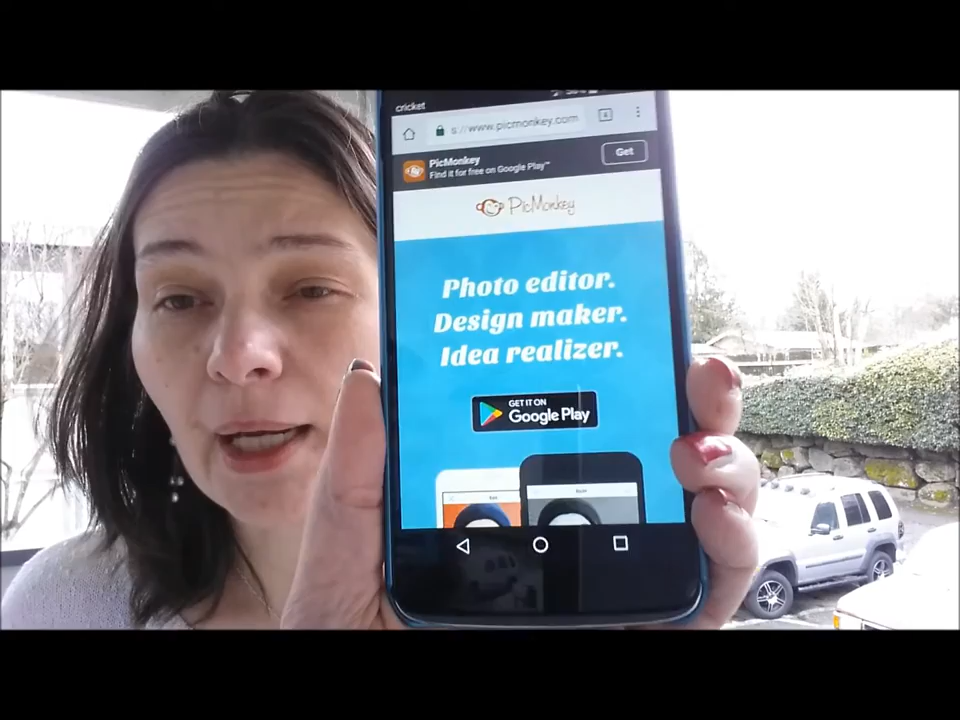 cricket
s://www.picmonkey.com
PicMonkey
Find it for free on Google Play™
Get
PicMonkey
Photo editor.
Design maker.
Idea realizer.
GET IT ON
Google Play